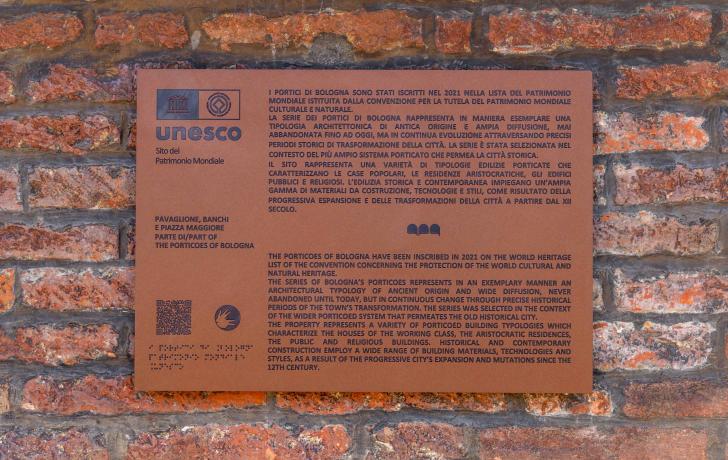 unesco
Sito del
Patrimonio Mondiale
PAVAGLIONE, BANCHI
E PIAZZA MAGGIORE
PARTE DI/PART OF
THE PORTICOES OF BOLOGNA
I PORTICI DI BOLOGNA SONO STATI ISCRITTI NEL 2021 NELLA LISTA DEL PATRIMONIO
MONDIALE ISTITUITA DALLA CONVENZIONE PER LA TUTELA DEL PATRIMONIO MONDIALE
CULTURALE E NATURALE.
LA SERIE DEI PORTICI DI BOLOGNA RAPPRESENTA IN MANIERA ESEMPLARE UNA
TIPOLOGIA ARCHITETTONICA DI ANTICA ORIGINE E AMPIA DIFFUSIONE, MAI
ABBANDONATA FINO AD OGGI, MA IN CONTINUA EVOLUZIONE ATTRAVERSANDO PRECISI
PERIODI STORICI DI TRASFORMAZIONE DELLA CITTÀ. LA SERIE È STATA SELEZIONATA NEL
CONTESTO DEL PIÙ AMPIO SISTEMA PORTICATO CHE PERMEA LA CITTÀ STORICA.
IL SITO RAPPRESENTA UNA VARIETÀ DI TIPOLOGIE EDILIZIE PORTICATE CHE
CARATTERIZZANO LE CASE POPOLARI, LE RESIDENZE ARISTOCRATICHE, GLI EDIFICI
PUBBLICI E RELIGIOSI. L'EDILIZIA STORICA E CONTEMPORANEA IMPIEGANO UN'AMPIA
GAMMA DI MATERIALI DA COSTRUZIONE, TECNOLOGIE E STILI, COME RISULTATO DELLA
PROGRESSIVA ESPANSIONE E DELLE TRASFORMAZIONI DELLA CITTÀ A PARTIRE DAL XII
SECOLO.
THE PORTICOES OF BOLOGNA HAVE BEEN INSCRIBED IN 2021 ON THE WORLD HERITAGE
LIST OF THE CONVENTION CONCERNING THE PROTECTION OF THE WORLD CULTURAL AND
NATURAL HERITAGE.
THE SERIES OF BOLOGNA'S PORTICOES REPRESENTS IN AN EXEMPLARY MANNER AN
ARCHITECTURAL TYPOLOGY OF ANCIENT ORIGIN AND WIDE DIFFUSION, NEVER
ABANDONED UNTIL TODAY, BUT IN CONTINUOUS CHANGE THROUGH PRECISE HISTORICAL
PERIODS OF THE TOWN'S TRANSFORMATION. THE SERIES WAS SELECTED IN THE CONTEXT
OF THE WIDER PORTICOED SYSTEM THAT PERMEATES THE OLD HISTORICAL CITY.
THE PROPERTY REPRESENTS A VARIETY OF PORTICOED BUILDING TYPOLOGIES WHICH
CHARACTERIZE THE HOUSES OF THE WORKING CLASS, THE ARISTOCRATIC RESIDENCES,
THE PUBLIC AND RELIGIOUS BUILDINGS. HISTORICAL AND CONTEMPORARY
CONSTRUCTION EMPLOY A WIDE RANGE OF BUILDING MATERIALS, TECHNOLOGIES AND
STYLES, AS A RESULT OF THE PROGRESSIVE CITY'S EXPANSION AND MUTATIONS SINCE THE
12TH CENTURY.